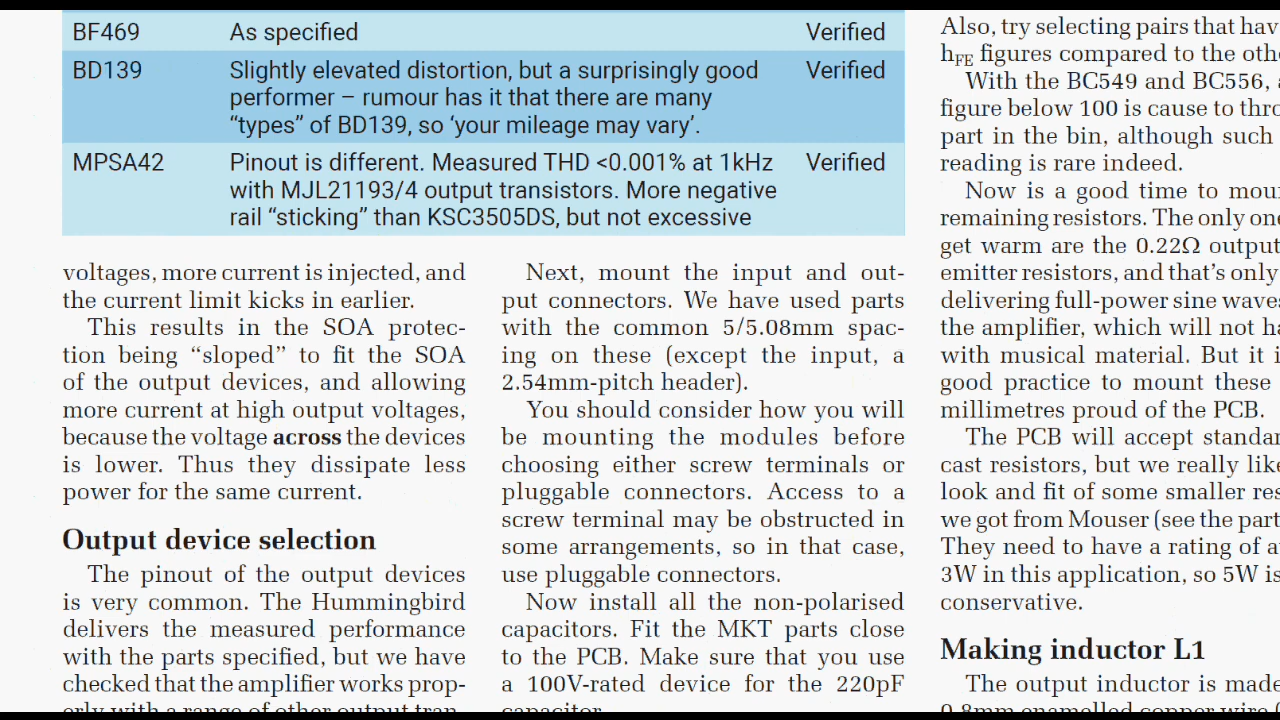 BF469 As specified Verified
BD139 Slightly elevated distortion, but a surprisingly good Verified
performer – rumour has it that there are many
“types” of BD139, so ‘your mileage may vary’.
MPSA42 Pinout is different. Measured THD <0.001% at 1kHz Verified
with MJL21193/4 output transistors. More negative
rail “sticking” than KSC3505DS, but not excessive
voltages, more current is injected, and
the current limit kicks in earlier.
This results in the SOA protec-
tion being “sloped” to fit the SOA
of the output devices, and allowing
more current at high output voltages,
because the voltage across the devices
is lower. Thus they dissipate less
power for the same current.
Output device selection
The pinout of the output devices
is very common. The Hummingbird
delivers the measured performance
with the parts specified, but we have
checked that the amplifier works prop-
erly with a range of other output tran-
Next, mount the input and out-
put connectors. We have used parts
with the common 5/5.08mm spac-
ing on these (except the input, a
2.54mm-pitch header).
You should consider how you will
be mounting the modules before
choosing either screw terminals or
pluggable connectors. Access to a
screw terminal may be obstructed in
some arrangements, so in that case,
use pluggable connectors.
Now install all the non-polarised
capacitors. Fit the MKT parts close
to the PCB. Make sure that you use
a 100V-rated device for the 220pF
capacitor.
Also, try selecting pairs that hav
hFE figures compared to the othe
With the BC549 and BC556,
figure below 100 is cause to thro
part in the bin, although such
reading is rare indeed.
Now is a good time to moun
remaining resistors. The only one
get warm are the 0.22Ω output
emitter resistors, and that’s only
delivering full-power sine waves
the amplifier, which will not ha
with musical material. But it i
good practice to mount these
millimetres proud of the PCB.
The PCB will accept standar
cast resistors, but we really like
look and fit of some smaller res
we got from Mouser (see the part
They need to have a rating of a
3W in this application, so 5W is
conservative.
Making inductor L1
The output inductor is made
0.8mm enamelled copper wire